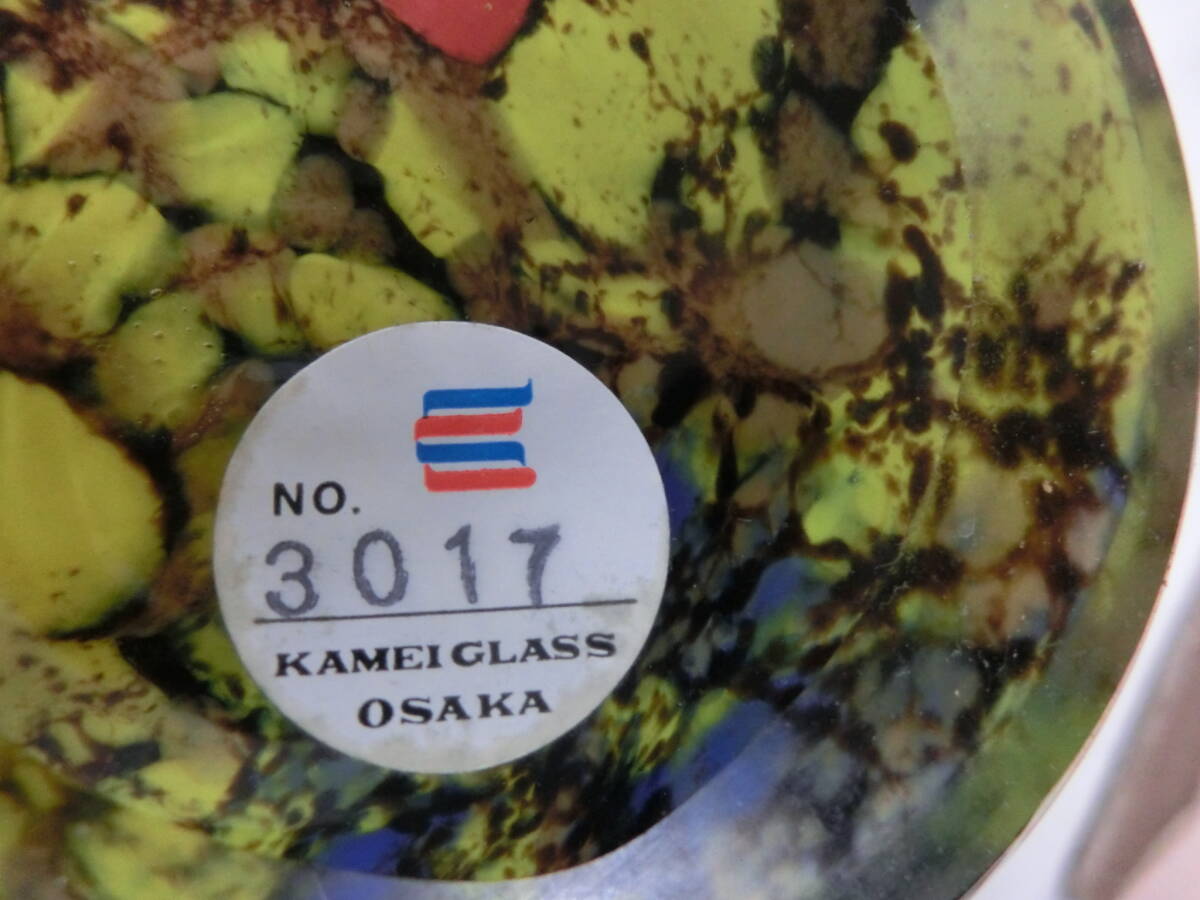 NO.
3017
KAMEI GLASS
OSAKA